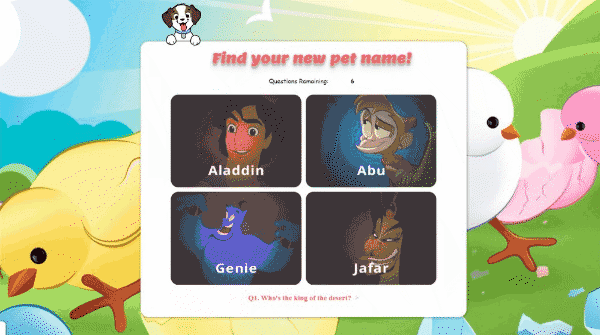 Find your new pet name!
Questions Remaining: 6
Aladdin
Abu
Genie
Jafar
Q1. Who's the king of the desert? >